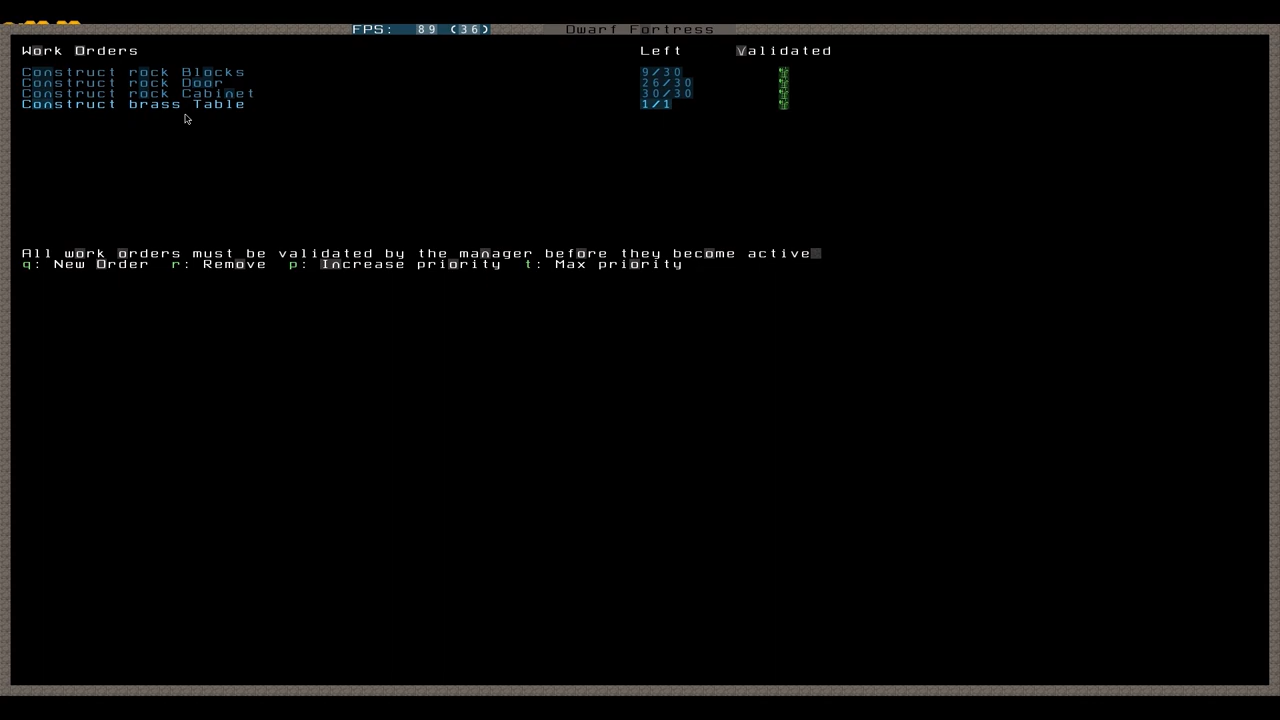 FPS: 89 (36) Dwarf Fortress
Work Orders Left Validated
Construct rock Blocks 9/30
Construct rock Door 26/30
Construct rock Cabinet 30/30
Construct brass Table 1/1
All work orders must be validated by the manager before they become active
q: New Order r: Remove p: Increase priority t: Max priority